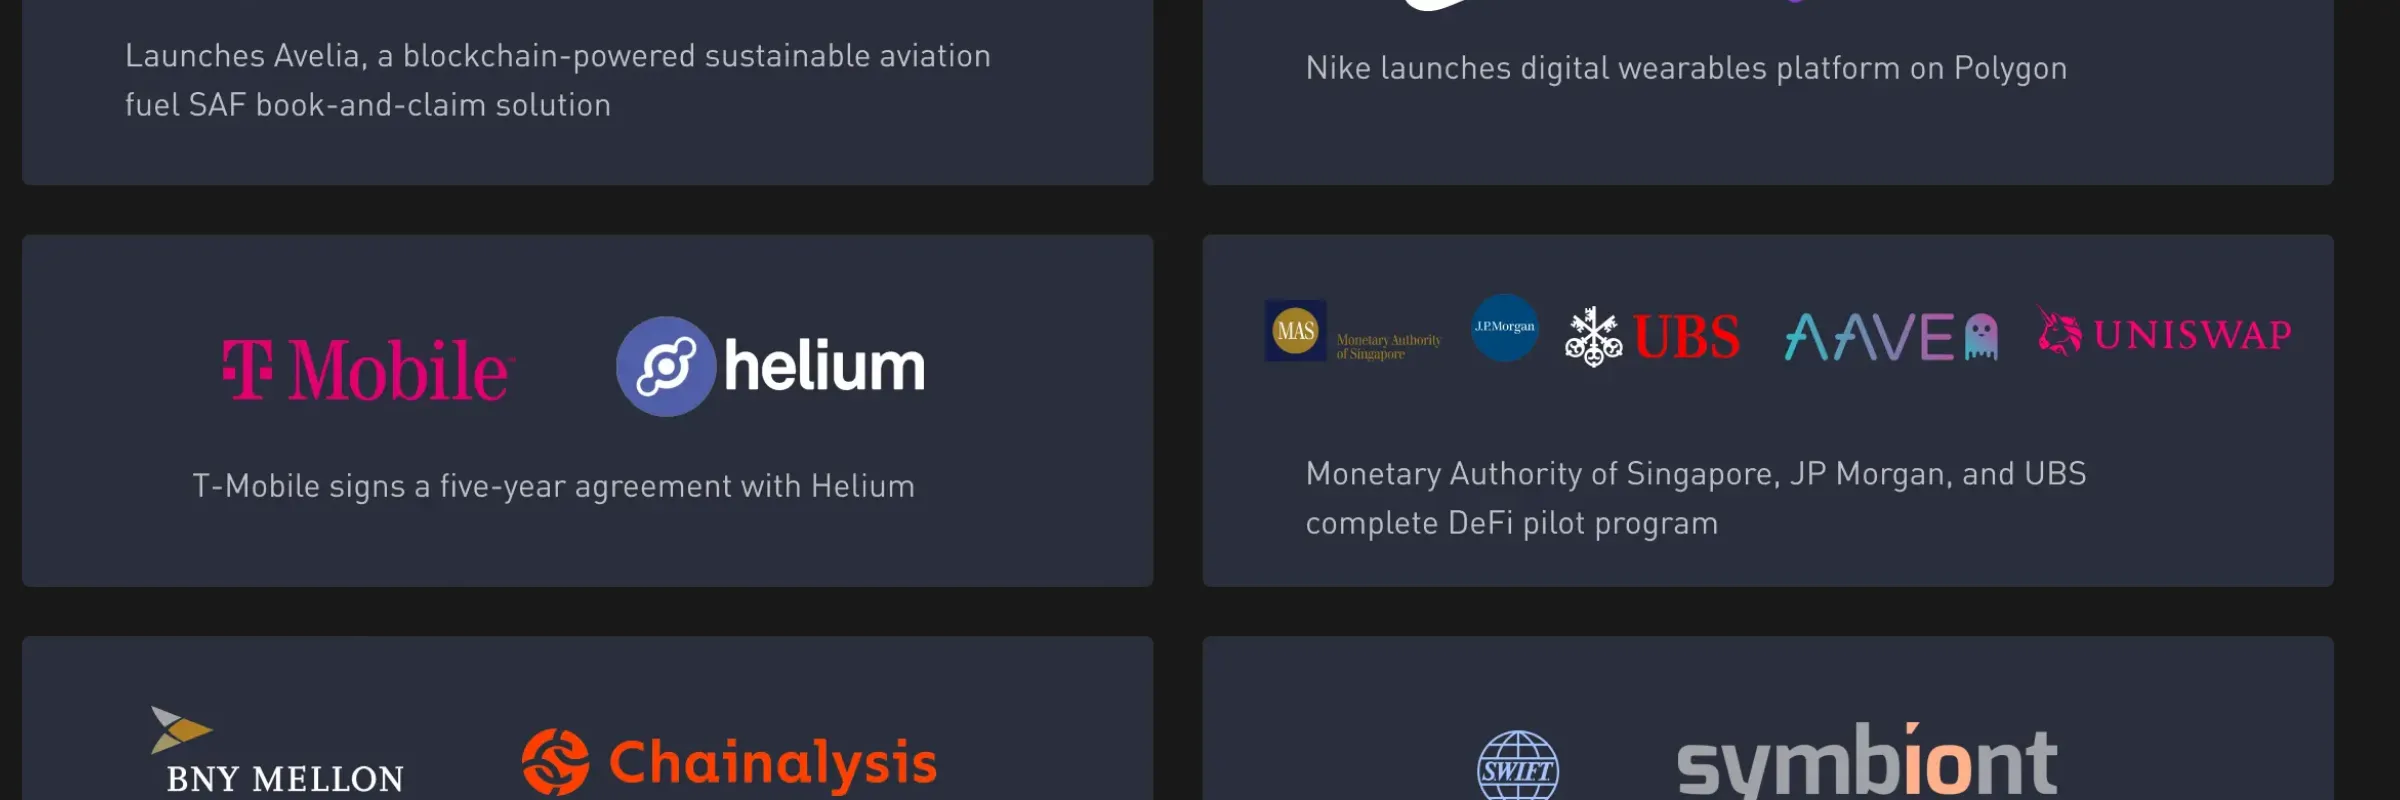 Launches Avelia, a blockchain-powered sustainable aviation
fuel SAF book-and-claim solution
Nike launches digital wearables platform on Polygon
T Mobile
helium
T-Mobile signs a five-year agreement with Helium
MAS
Monetary Authority
of Singapore
J.P.Morgan
UBS
AAVE
UNISWAP
Monetary Authority of Singapore, JP Morgan, and UBS
complete DeFi pilot program
BNY MELLON
Chainalysis
SWIFT
symbiont